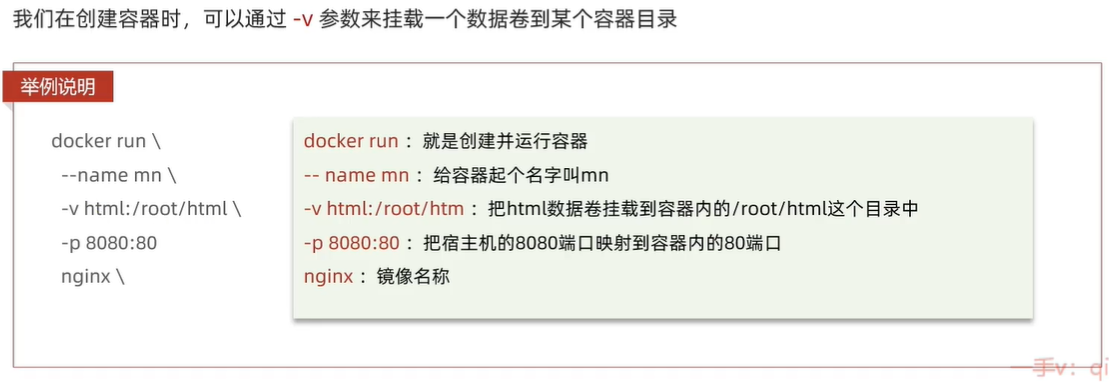 我们在创建容器时，可以通过 -v 参数来挂载一个数据卷到某个容器目录
举例说明
docker run \
--name mn \
-v html:/root/html \
-p 8080:80
nginx \
docker run ：就是创建并运行容器
-- name mn ：给容器起个名字叫mn
-v html:/root/htm ：把html数据卷挂载到容器内的/root/html这个目录中
-p 8080:80 ：把宿主机的8080端口映射到容器内的80端口
nginx ：镜像名称
一手v：qi